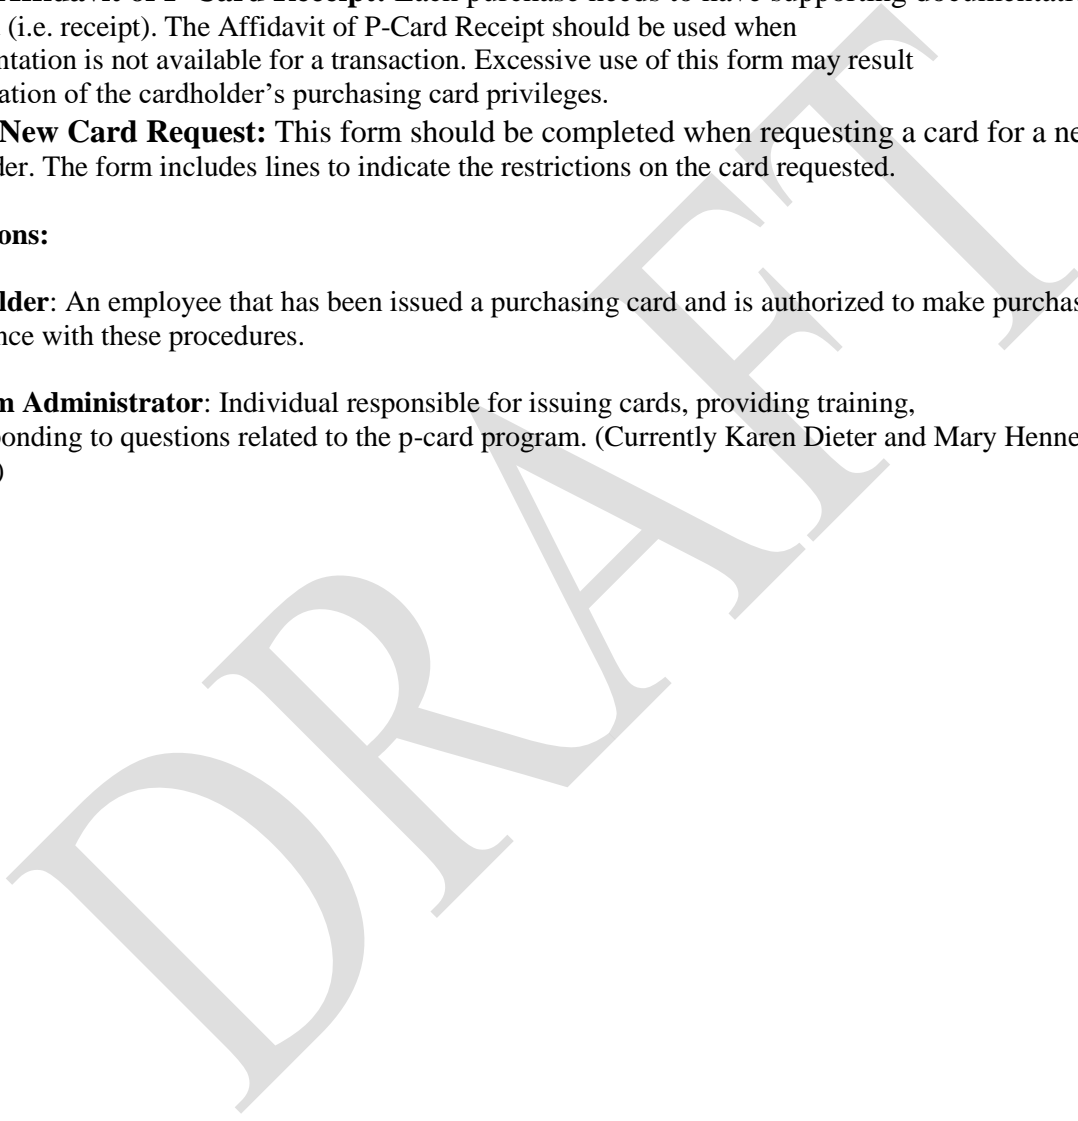 Affidavit of P-Card Receipt: Each purchase needs to have supporting documentati
(i.e. receipt). The Affidavit of P-Card Receipt should be used when
ntation is not available for a transaction. Excessive use of this form may result
ation of the cardholder’s purchasing card privileges.
New Card Request: This form should be completed when requesting a card for a ne
der. The form includes lines to indicate the restrictions on the card requested.
ons:
lder: An employee that has been issued a purchasing card and is authorized to make purchas
nce with these procedures.
m Administrator: Individual responsible for issuing cards, providing training,
ponding to questions related to the p-card program. (Currently Karen Dieter and Mary Henne
)
DRAFT